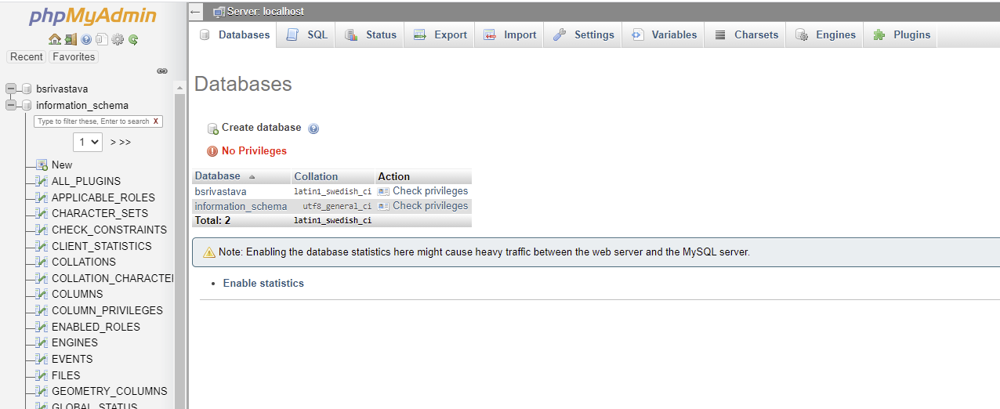 phpMyAdmin
Recent Favorites
bsrivastava
information_schema
Type to filter these, Enter to search X
1 > >>
New
ALL_PLUGINS
APPLICABLE_ROLES
CHARACTER_SETS
CHECK_CONSTRAINTS
CLIENT_STATISTICS
COLLATIONS
COLLATION_CHARACTE
COLUMNS
COLUMN_PRIVILEGES
ENABLED_ROLES
ENGINES
EVENTS
FILES
GEOMETRY_COLUMNS
GLOBAL_STATUS
Server: localhost
Databases SQL Status Export Import Settings Variables Charsets Engines Plugins
Databases
Create database
No Privileges
Database Collation Action
bsrivastava latin1_swedish_ci Check privileges
information_schema utf8_general_ci Check privileges
Total: 2 latin1_swedish_ci
Note: Enabling the database statistics here might cause heavy traffic between the web server and the MySQL server.
• Enable statistics